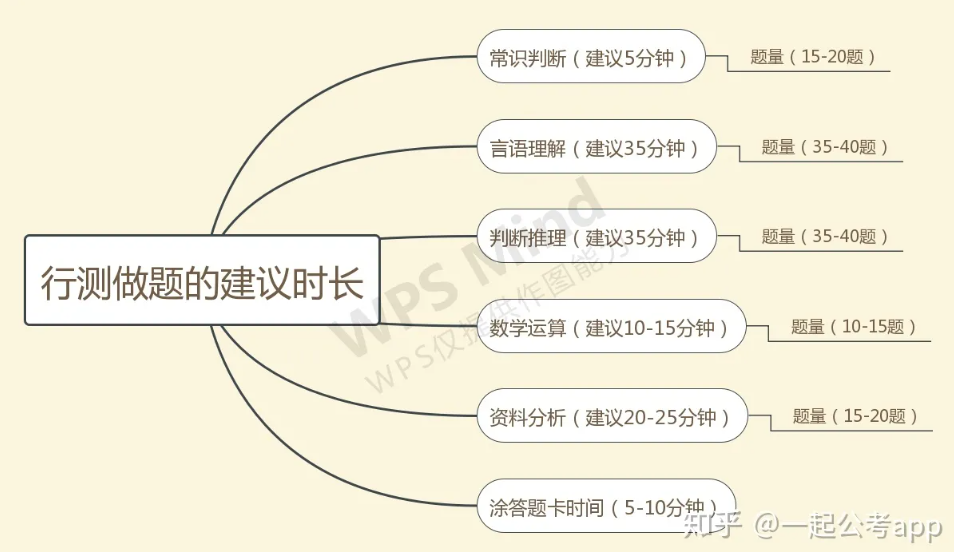 常识判断（建议5分钟）
题量（15-20题）
言语理解（建议35分钟）
题量（35-40题）
判断推理（建议35分钟）
题量（35-40题）
行测做题的建议时长
数学运算（建议10-15分钟）
题量（10-15题）
资料分析（建议20-25分钟）
题量（15-20题）
涂答题卡时间（5-10分钟）
WPS Mind
WPS仅提供作图能力
知乎 @一起公考app